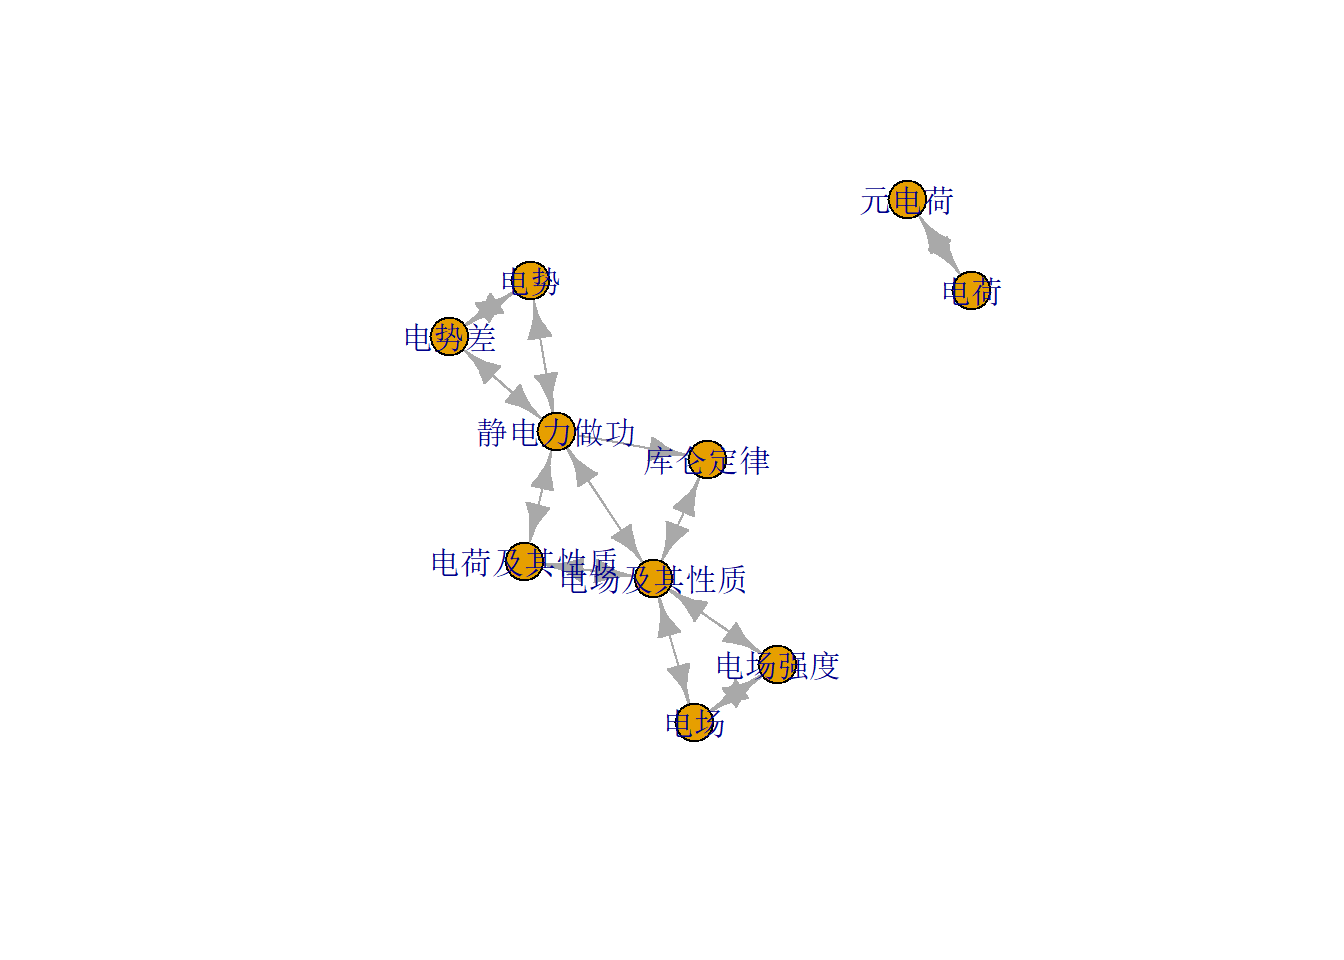 元电荷
电势
电荷
电势差
静电力做功
库仑定律
电荷及其性质
电场及其性质
电场强度
电场